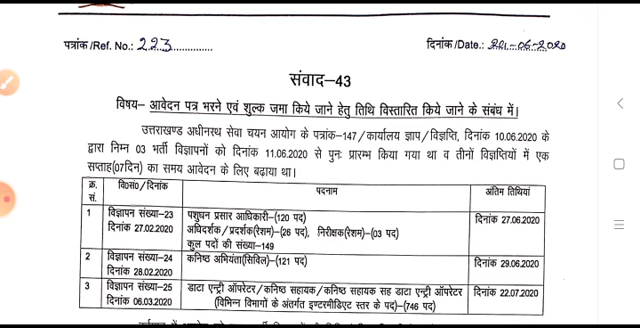 पत्रांक /Ref. No.: 223
दिनांक /Date.: 06-2020
संवाद–43
विषय– आवेदन पत्र भरने एवं शुल्क जमा किये जाने हेतु तिथि विस्तारित किये जाने के संबंध में।
उत्तराखण्ड अधीनस्थ सेवा चयन आयोग के पत्रांक-147/कार्यालय ज्ञाप/विज्ञप्ति, दिनांक 10.06.2020 के
द्वारा निम्न 03 भर्ती विज्ञापनों को दिनांक 11.06.2020 से पुनः प्रारम्भ किया गया था व तीनों विज्ञप्तियों में एक
सप्ताह(07दिन) का समय आवेदन के लिए बढ़ाया था।
क्र. सं. वि0सं0/दिनांक पदनाम अंतिम तिथियां
1 विज्ञापन संख्या-23 पशुधन प्रसार अधिकारी-(120 पद) दिनांक 27.06.2020
दिनांक 27.02.2020 अधिदर्शक/प्रदर्शक(रेशम)-(26 पद), निरीक्षक(रेशम)-(03 पद)
कुल पदों की संख्या-149
2 विज्ञापन संख्या-24 कनिष्ठ अभियंता(सिविल)-(121 पद) दिनांक 29.06.2020
दिनांक 28.02.2020
3 विज्ञापन संख्या-25 डाटा एन्ट्री ऑपरेटर/कनिष्ठ सहायक/कनिष्ठ सहायक सह डाटा एन्ट्री ऑपरेटर दिनांक 22.07.2020
दिनांक 06.03.2020 (विभिन्न विभागों के अंतर्गत इण्टरमीडिएट स्तर के पद)-(746 पद)